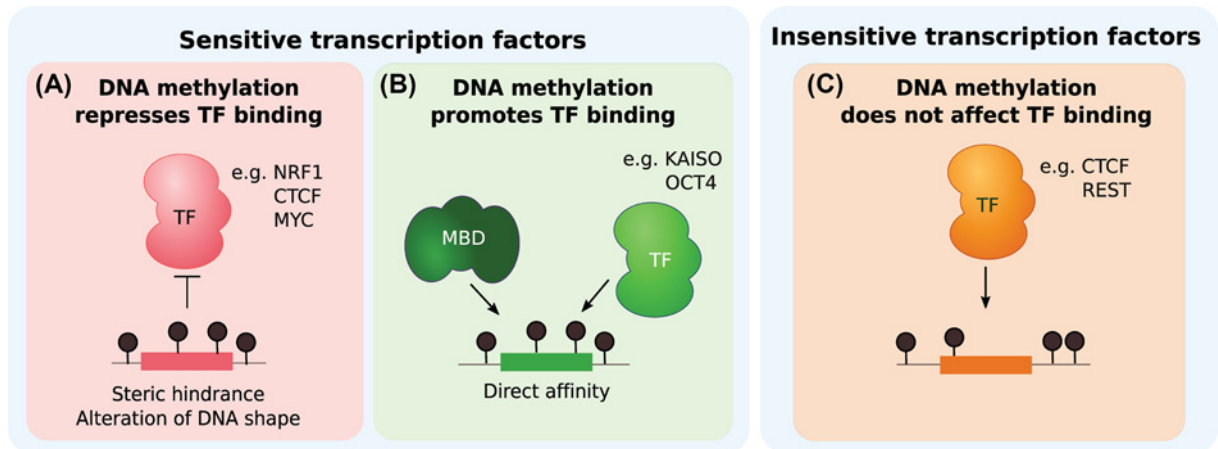 Sensitive transcription factors
Insensitive transcription factors
(A) DNA methylation
represses TF binding
e.g. NRF1
CTCF
MYC
TF
Steric hindrance
Alteration of DNA shape
(B) DNA methylation
promotes TF binding
e.g. KAISO
OCT4
MBD
TF
Direct affinity
(C) DNA methylation
does not affect TF binding
e.g. CTCF
REST
TF